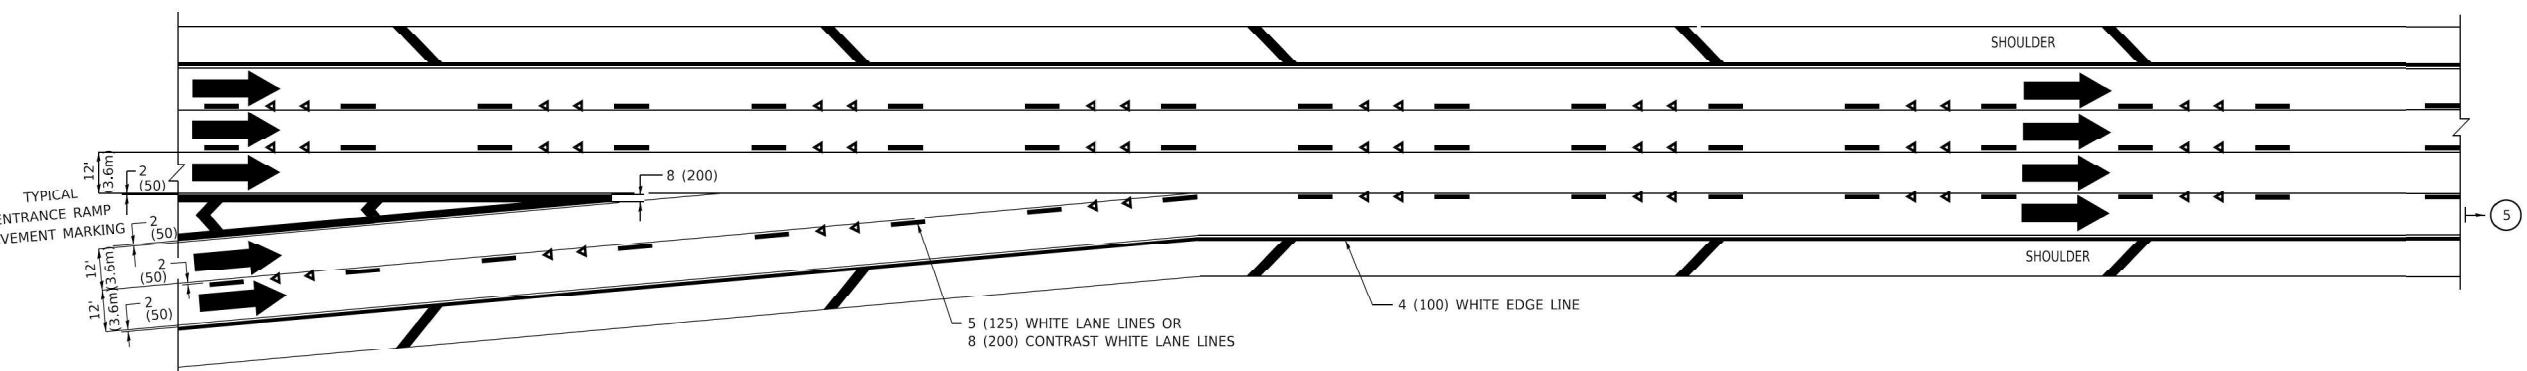 SHOULDER
12'
(3.6m)
2
(50)
8 (200)
TYPICAL
ENTRANCE RAMP
VEMENT MARKING
2
(50)
5
12'
(3.6m)
2
(50)
SHOULDER
12'
(3.6m)
2
(50)
4 (100) WHITE EDGE LINE
5 (125) WHITE LANE LINES OR
8 (200) CONTRAST WHITE LANE LINES